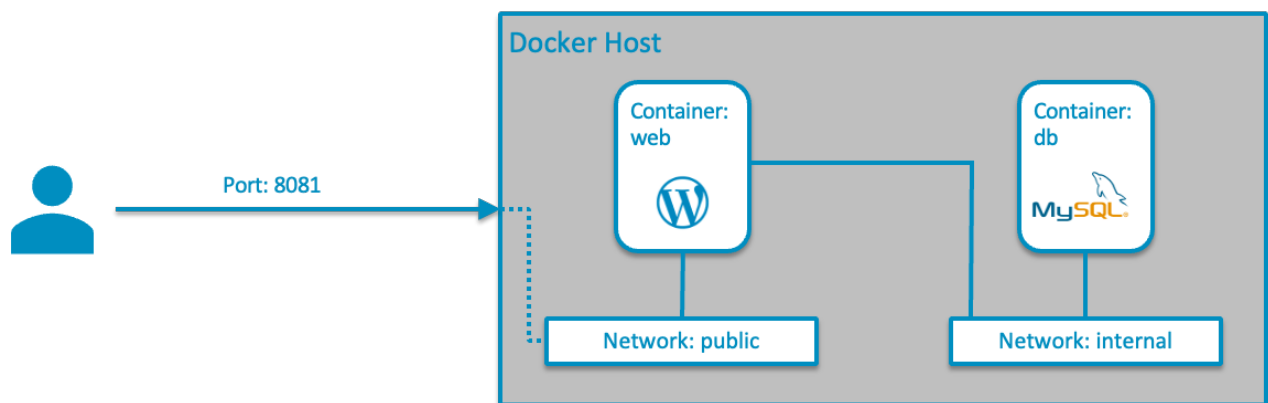 Docker Host
Container:
web
Container:
db
MySQL®
Port: 8081
Network: public
Network: internal